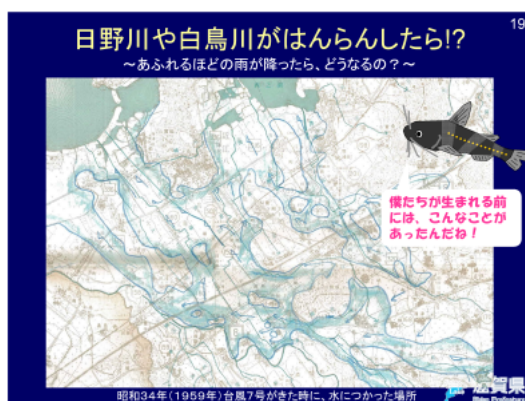 19
日野川や白鳥川がはんらんしたら!?
～あふれるほどの雨が降ったら、どうなるの？～
僕たちが生まれる前
には、こんなことが
あったんだね！
昭和34年(1959年)台風7号がきた時に、水につかった場所
滋賀県